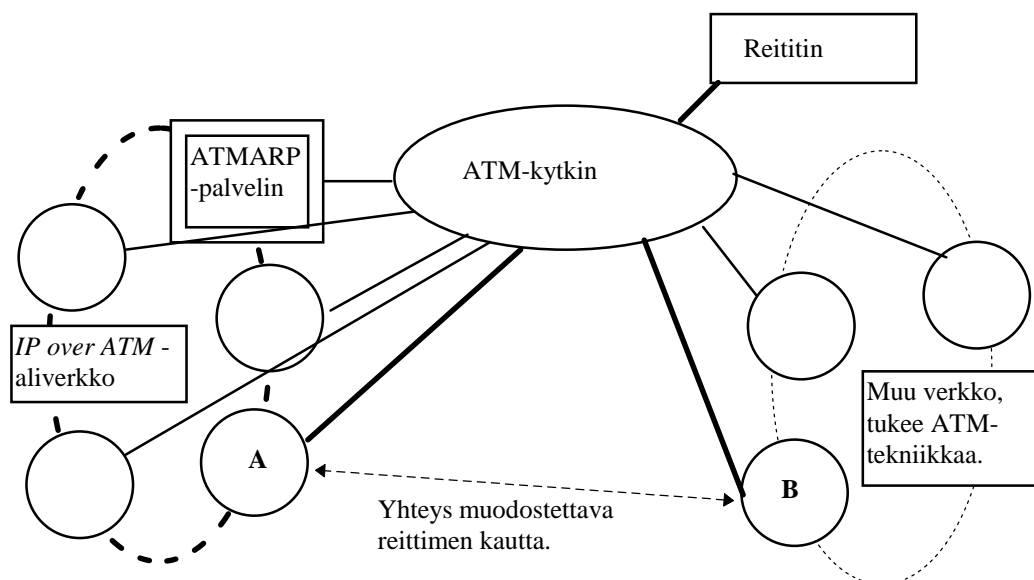 Reititin
ATMARP
-palvelin
ATM-kytkin
IP over ATM -
aliverkko
Muu verkko,
tukee ATM-
tekniikkaa.
A
B
Yhteys muodostettava
reittimen kautta.